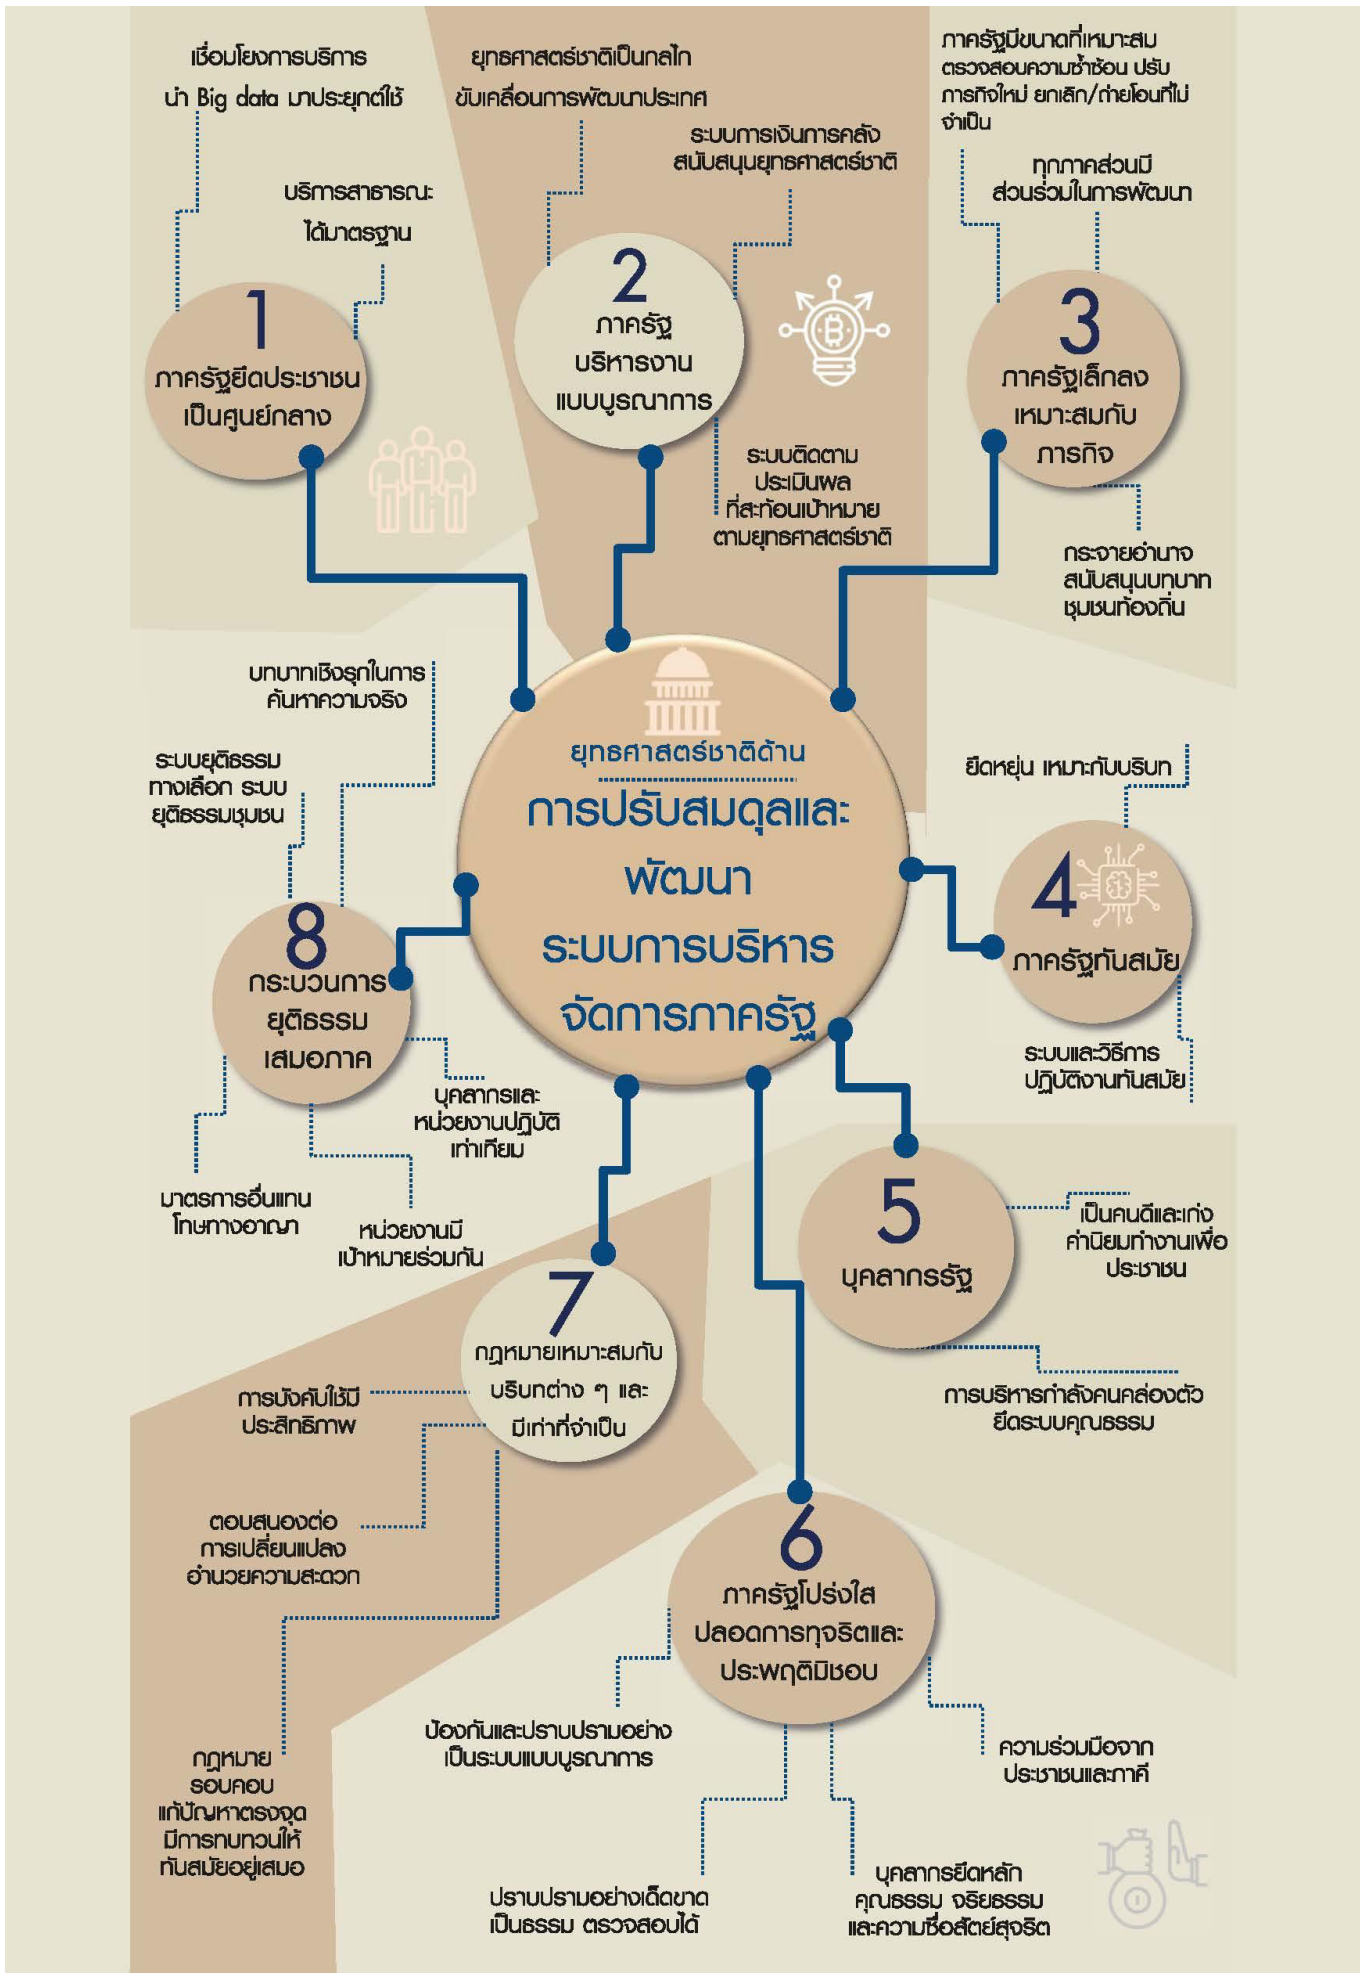 เชื่อมโยงการบริการ
นำ Big data มาประยุกต์ใช้
บริการสาธารณะ
ได้มาตรฐาน
1
ภาครัฐยึดประชาชน
เป็นศูนย์กลาง
ยุทธศาสตร์ชาติเป็นกลไก
ขับเคลื่อนการพัฒนาประเทศ
ระบบการเงินการคลัง
สนับสนุนยุทธศาสตร์ชาติ
2
ภาครัฐ
บริหารงาน
แบบบูรณาการ
ระบบติดตาม
ประเมินผล
ที่สะท้อนเป้าหมาย
ตามยุทธศาสตร์ชาติ
ภาครัฐมีขนาดที่เหมาะสม
ตรวจสอบความซ้ำซ้อน ปรับ
ภารกิจใหม่ ยกเลิก/ถ่ายโอนที่ไม่
จำเป็น
ทุกภาคส่วนมี
ส่วนร่วมในการพัฒนา
3
ภาครัฐเล็กลง
เหมาะสมกับ
ภารกิจ
กระจายอำนาจ
สนับสนุนบทบาท
ชุมชนท้องถิ่น
ยุทธศาสตร์ชาติด้าน
การปรับสมดุลและ
พัฒนา
ระบบการบริหาร
จัดการภาครัฐ
ยืดหยุ่น เหมาะกับบริบท
4
ภาครัฐทันสมัย
ระบบและวิธีการ
ปฏิบัติงานทันสมัย
5
บุคลากรรัฐ
เป็นคนดีและเก่ง
ค่านิยมทำงานเพื่อ
ประชาชน
การบริหารกำลังคนคล่องตัว
ยึดระบบคุณธรรม
6
ภาครัฐโปร่งใส
ปลอดการทุจริตและ
ประพฤติมิชอบ
ป้องกันและปราบปรามอย่าง
เป็นระบบแบบบูรณาการ
ความร่วมมือจาก
ประชาชนและภาคี
ปราบปรามอย่างเด็ดขาด
เป็นธรรม ตรวจสอบได้
บุคลากรยึดหลัก
คุณธรรม จริยธรรม
และความซื่อสัตย์สุจริต
7
กฎหมายเหมาะสมกับ
บริบทต่าง ๆ และ
มีเท่าที่จำเป็น
การบังคับใช้มี
ประสิทธิภาพ
ตอบสนองต่อ
การเปลี่ยนแปลง
อำนวยความสะดวก
กฎหมาย
รอบคอบ
แก้ปัญหาตรงจุด
มีการทบทวนให้
ทันสมัยอยู่เสมอ
บทบาทเชิงรุกในการ
ค้นหาความจริง
ระบบยุติธรรม
ทางเลือก ระบบ
ยุติธรรมชุมชน
8
กระบวนการ
ยุติธรรม
เสมอภาค
บุคลากรและ
หน่วยงานปฏิบัติ
เท่าเทียม
มาตรการอื่นแทน
โทษทางอาญา
หน่วยงานมี
เป้าหมายร่วมกัน